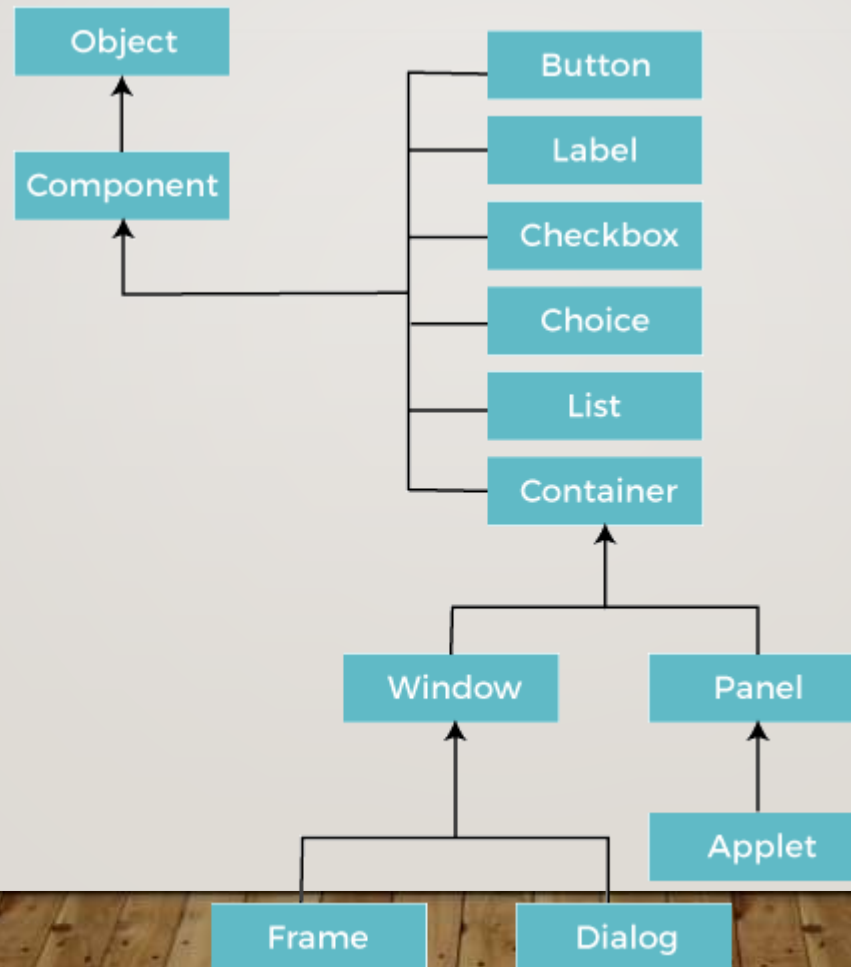 Object
Button
Label
Component
Checkbox
Choice
List
Container
Window
Panel
Applet
Frame
Dialog